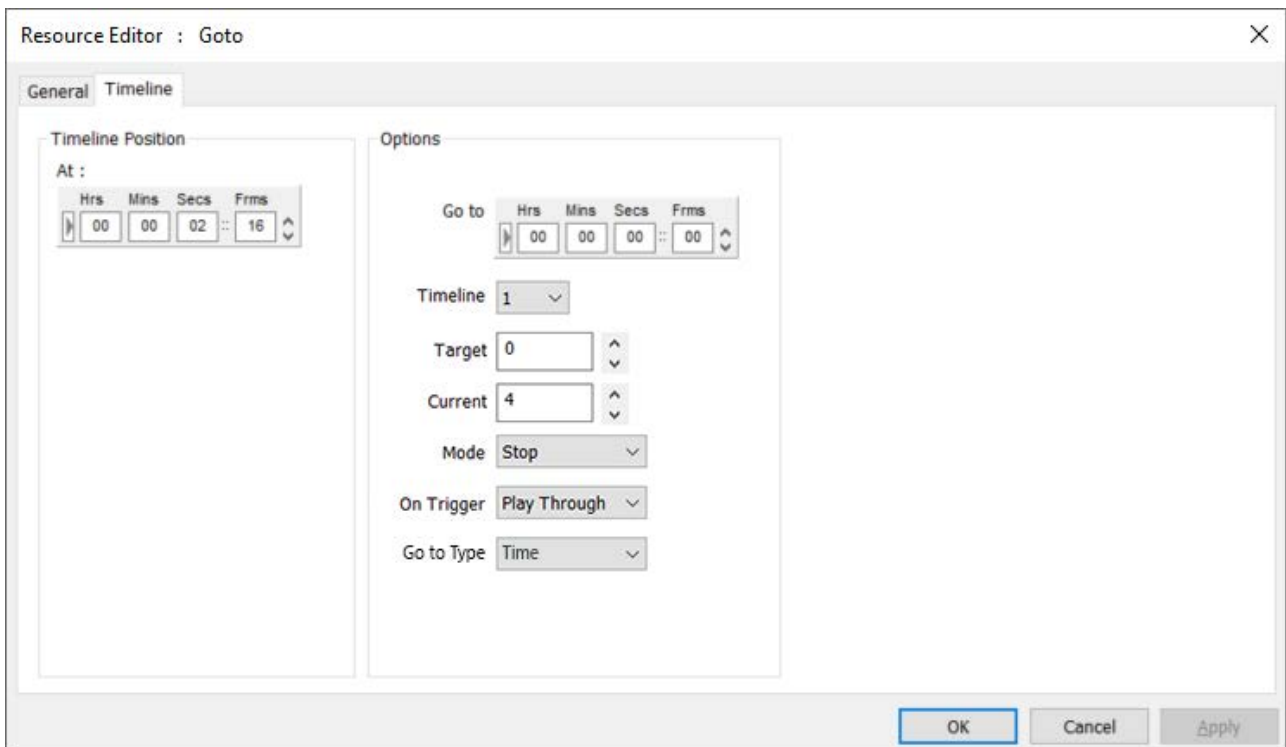 Resource Editor : Goto
General Timeline
Timeline Position
At :
Hrs Mins Secs Frms
00 00 02 :: 16
Options
Go to
Hrs Mins Secs Frms
00 00 00 :: 00
Timeline 1
Target 0
Current 4
Mode Stop
On Trigger Play Through
Go to Type Time
OK Cancel Apply